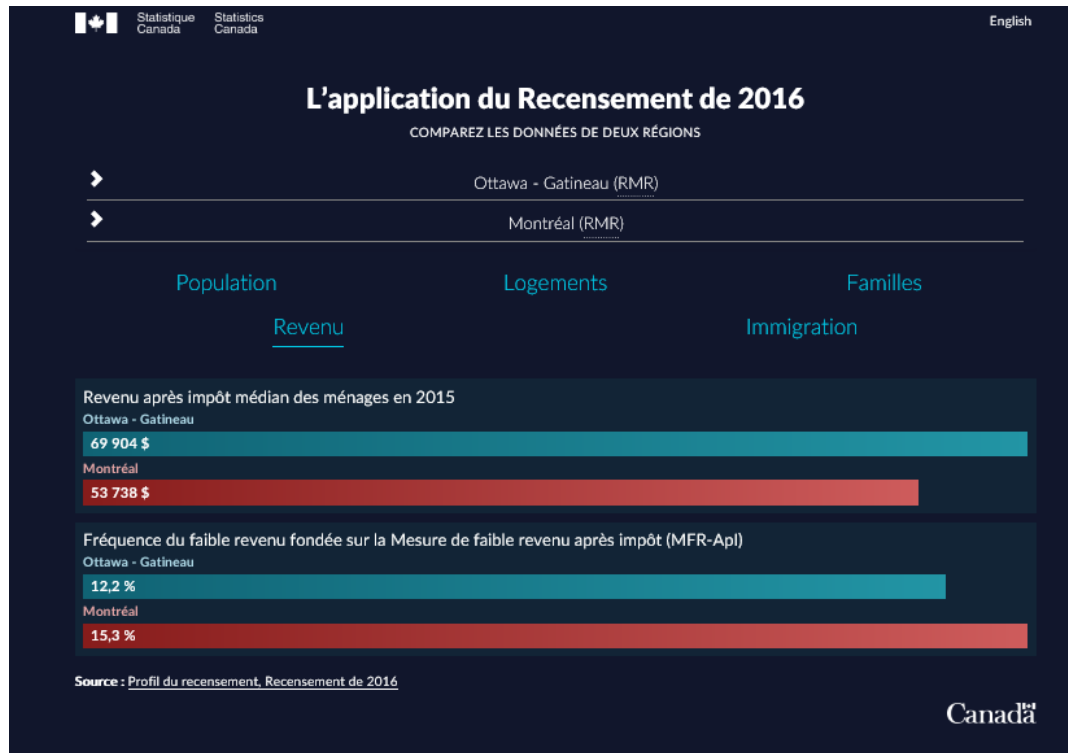 Statistique Canada
Statistics Canada
English
L’application du Recensement de 2016
COMPAREZ LES DONNÉES DE DEUX RÉGIONS
Ottawa - Gatineau (RMR)
Montréal (RMR)
Population
Logements
Familles
Revenu
Immigration
Revenu après impôt médian des ménages en 2015
Ottawa - Gatineau
69 904 $
Montréal
53 738 $
Fréquence du faible revenu fondée sur la Mesure de faible revenu après impôt (MFR-ApI)
Ottawa - Gatineau
12,2 %
Montréal
15,3 %
Source : Profil du recensement, Recensement de 2016
Canada